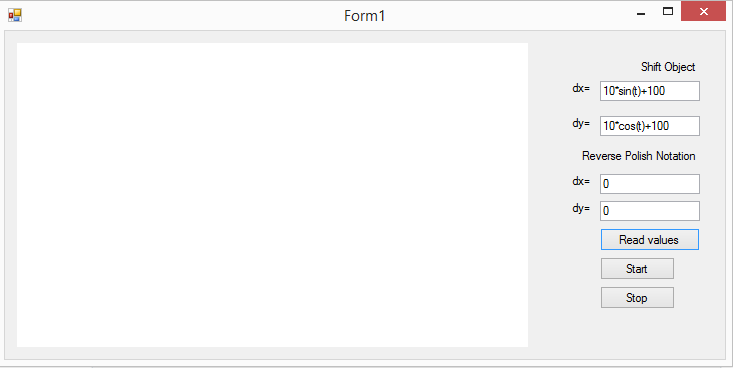 Form1
Shift Object
dx= 10*sin(t)+100
dy= 10*cos(t)+100
Reverse Polish Notation
dx= 0
dy= 0
Read values
Start
Stop